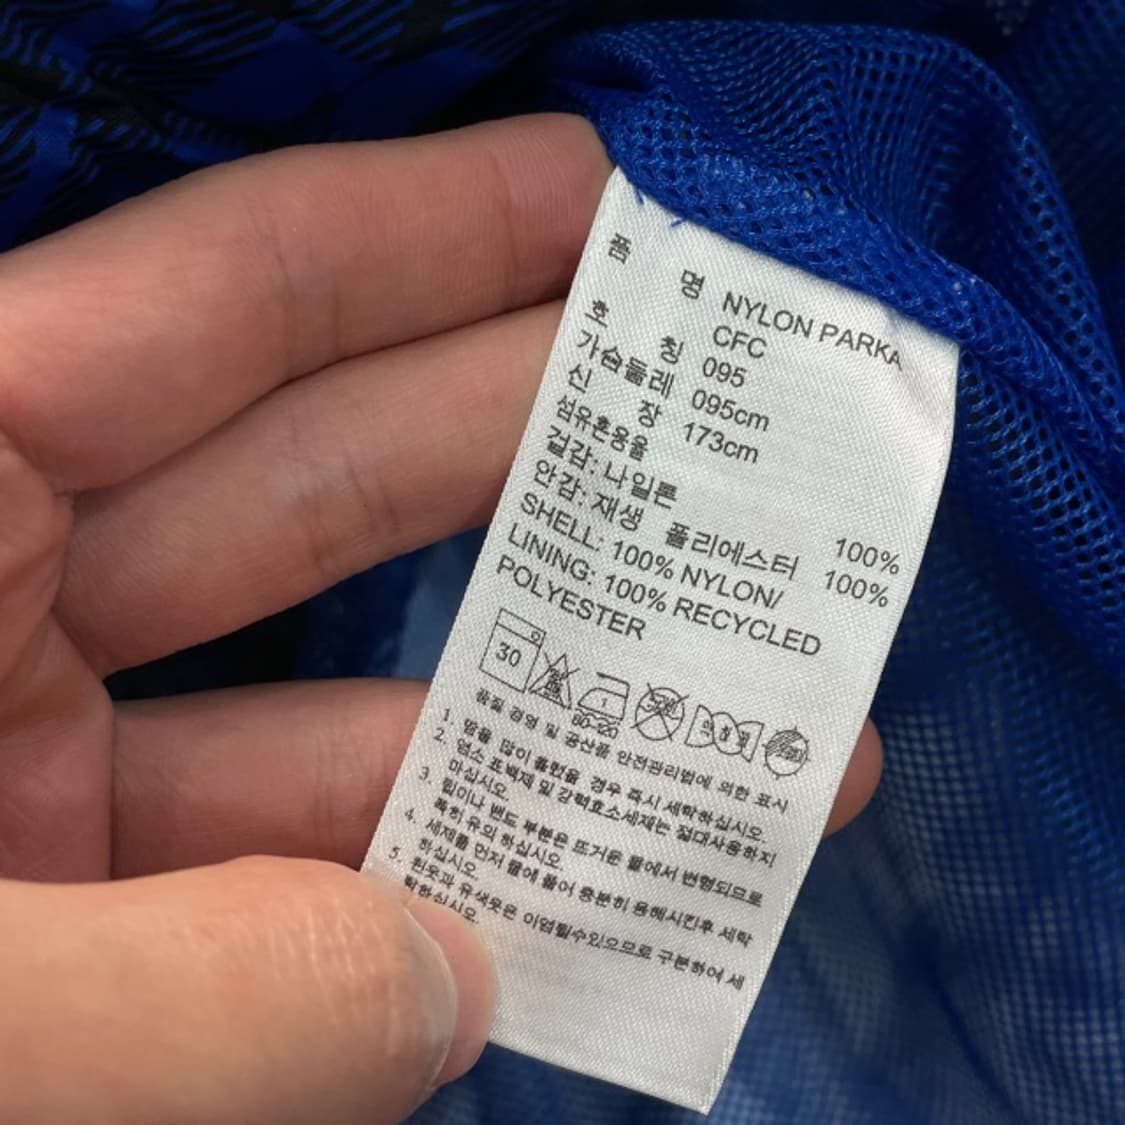 품 명 NYLON PARKA
CFC
호 칭 095
가슴둘레 095cm
신 장 173cm
섬유혼용율
겉감: 나일론 100%
안감: 재생 폴리에스터 100%
SHELL: 100% NYLON/
LINING: 100% RECYCLED
POLYESTER
30
80~120
품질 경영 및 공산품 안전관리법에 의한 표시
1. 땀을 많이 흘렸을 경우 즉시 세탁하십시오.
2. 염소 표백제 및 강력효소세제는 절대사용하지
마십시오.
3. 힙이나 밴드 부분은 뜨거운 물에서 변형되므로
특히 유의 하십시오.
4. 세제를 먼저 물에 풀어 충분히 용해시킨후 세탁
하십시오.
5. 흰옷과 유색옷은 이염될수있으므로 구분하여 세
탁하십시오.